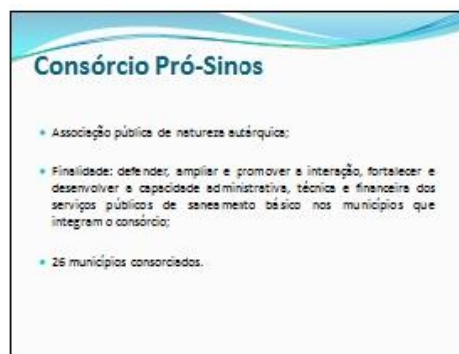 Consórcio Pró-Sinos
• Associação pública de natureza autárquica;
• Finalidade: defender, ampliar e promover a interação, fortalecer e
desenvolver a capacidade administrativa, técnica e financeira dos
serviços públicos de saneamento básico nos municípios que
integram o consórcio;
• 26 municípios consorciados.